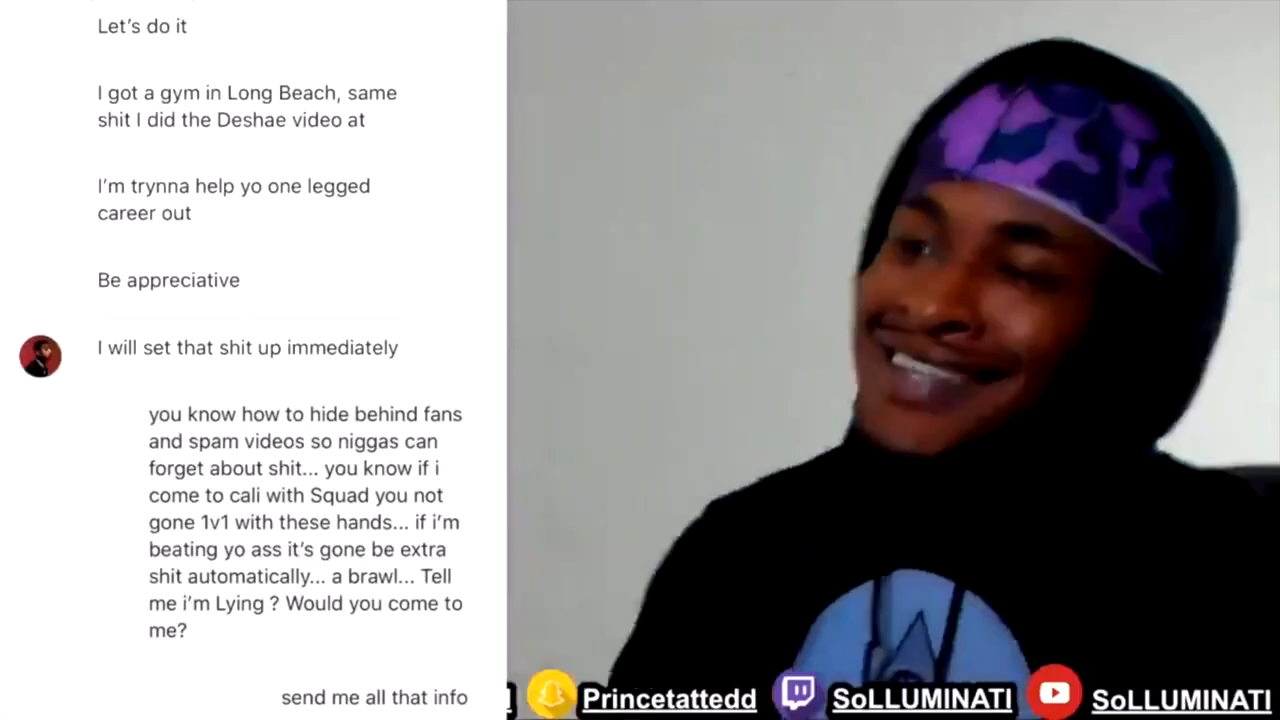 Let's do it
I got a gym in Long Beach, same
shit I did the Deshae video at
I'm trynna help yo one legged
career out
Be appreciative
I will set that shit up immediately
you know how to hide behind fans
and spam videos so niggas can
forget about shit... you know if i
come to cali with Squad you not
gone 1v1 with these hands... if i'm
beating yo ass it's gone be extra
shit automatically... a brawl... Tell
me i'm Lying ? Would you come to
me?
send me all that info
Princetattedd
SoLLUMINATI
SoLLUMINATI